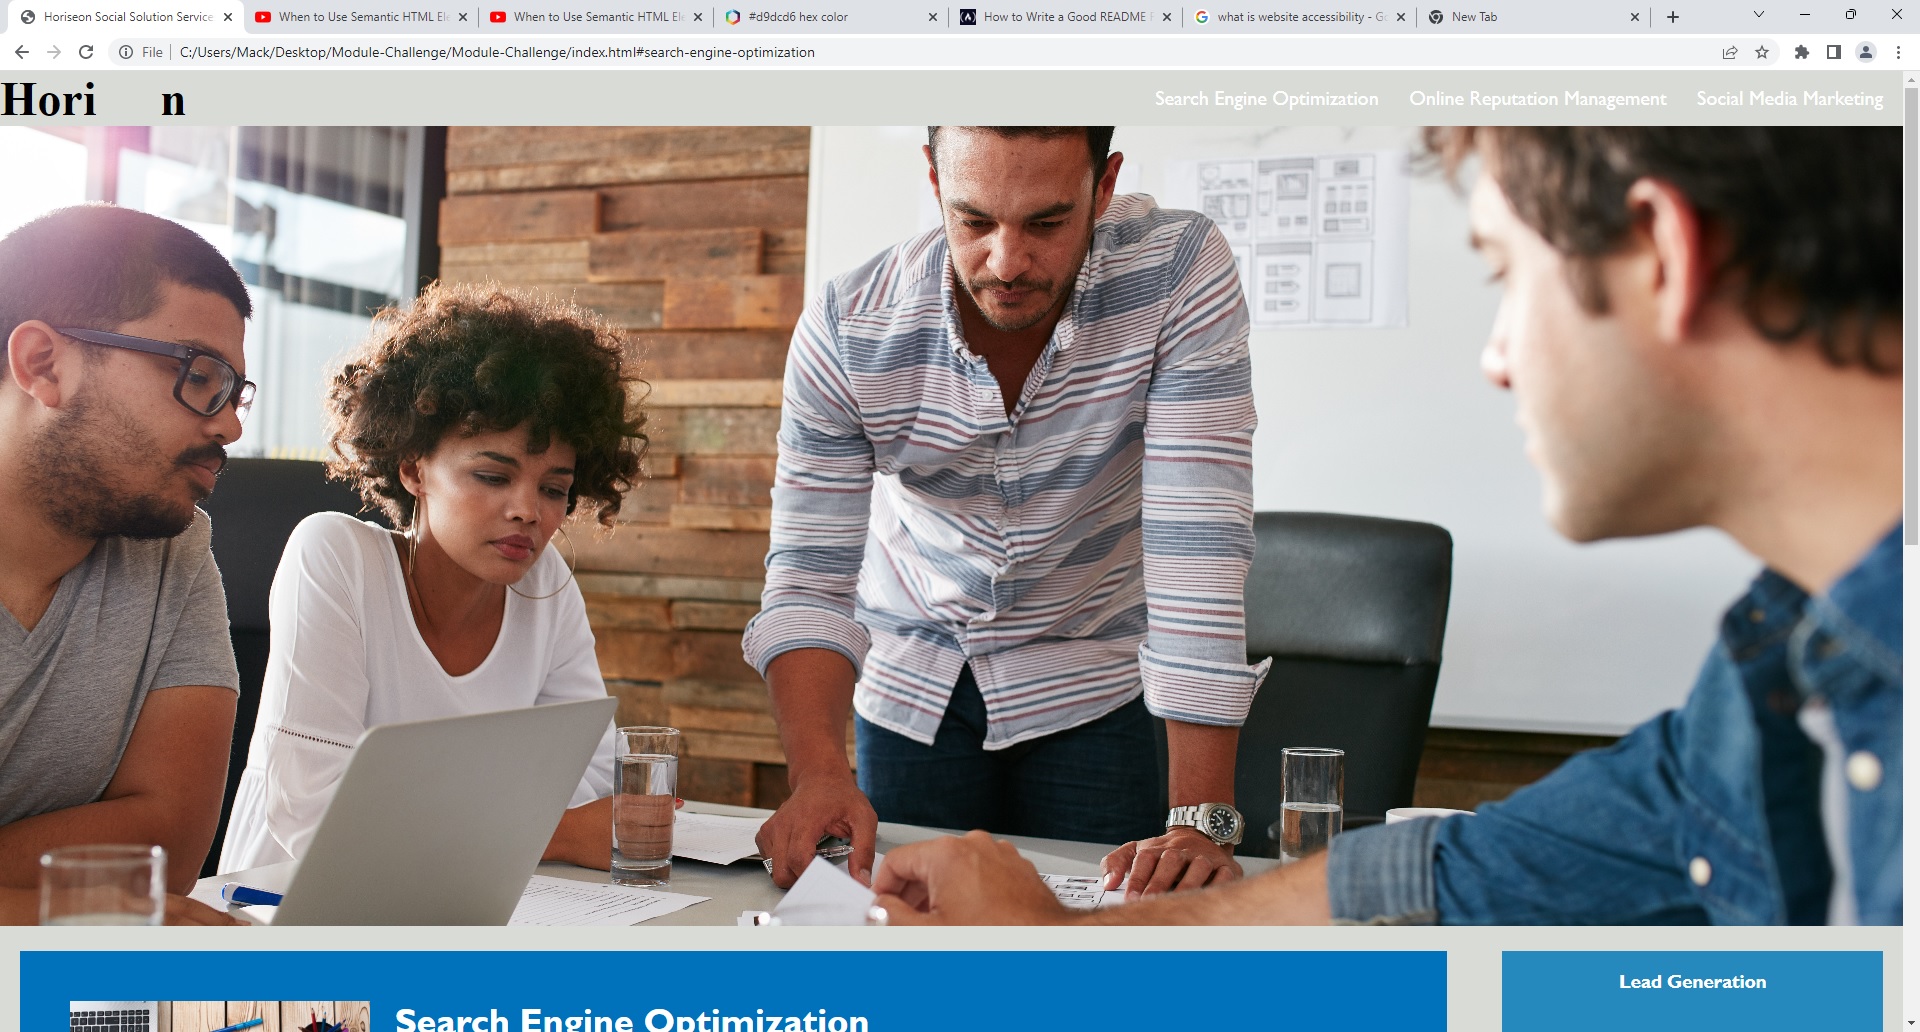 Horiseon Social Solution Service
When to Use Semantic HTML El
When to Use Semantic HTML El
#d9dcd6 hex color
How to Write a Good README F
what is website accessibility - Go
New Tab
File C:/Users/Mack/Desktop/Module-Challenge/Module-Challenge/index.html#search-engine-optimization
Hori n
Search Engine Optimization Online Reputation Management Social Media Marketing
Search Engine Optimization
Lead Generation